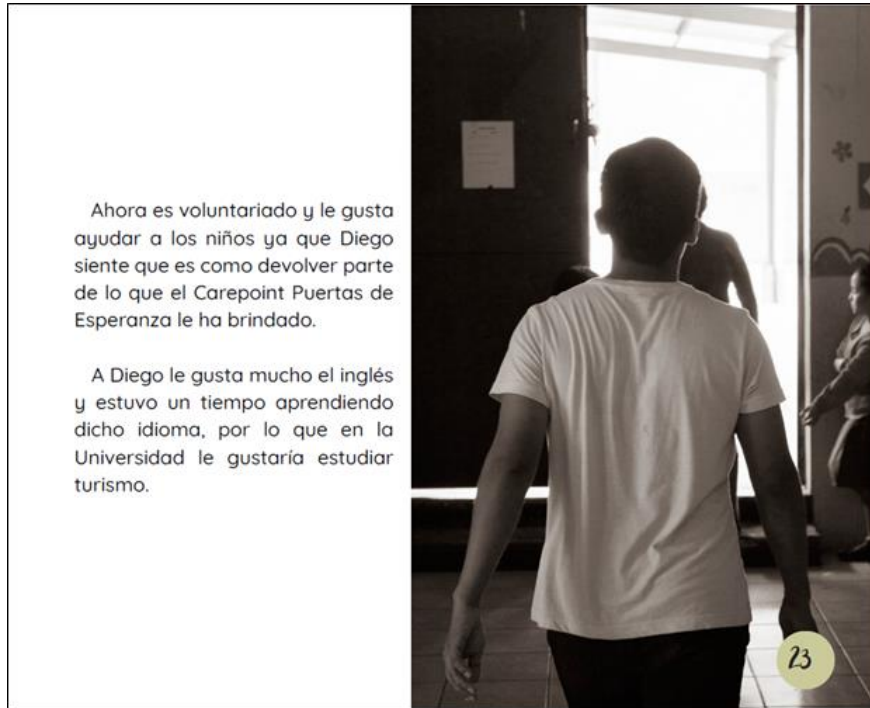 Ahora es voluntariado y le gusta
ayudar a los niños ya que Diego
siente que es como devolver parte
de lo que el Carepoint Puertas de
Esperanza le ha brindado.
A Diego le gusta mucho el inglés
y estuvo un tiempo aprendiendo
dicho idioma, por lo que en la
Universidad le gustaría estudiar
turismo.
23